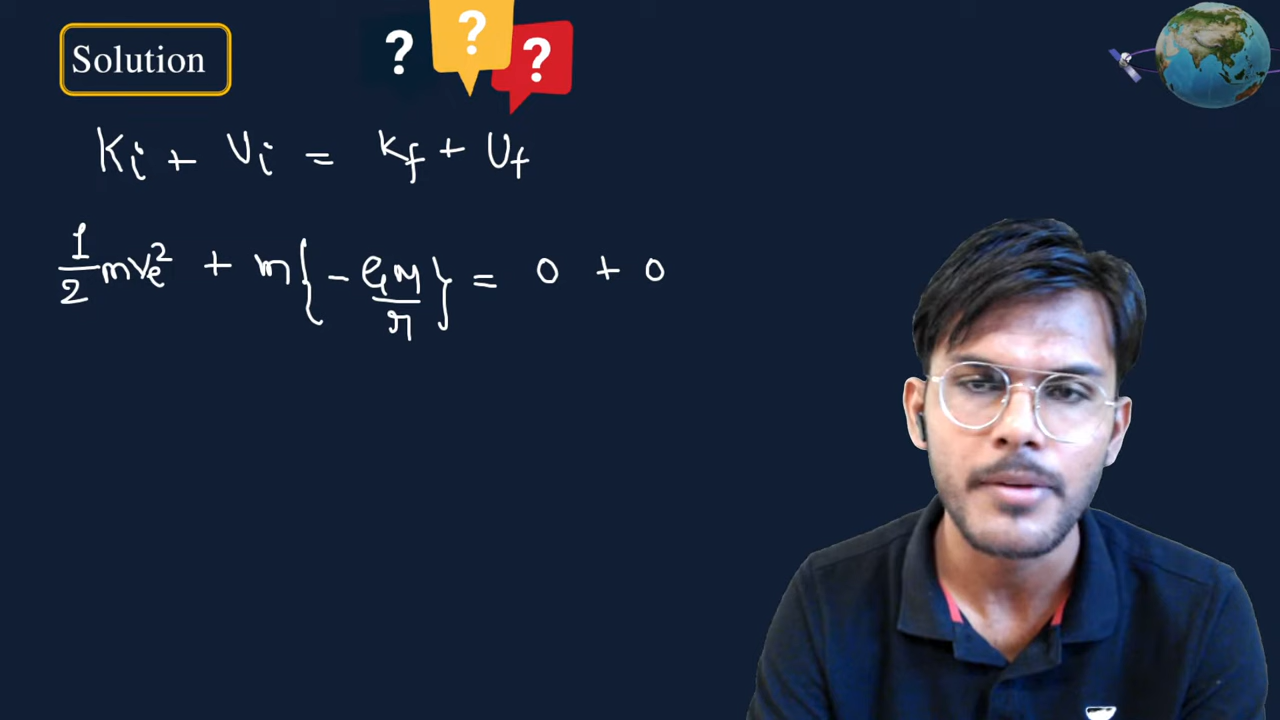 Solution
? ? ?
Ki + Ui = Kf + Uf
1/2 mve² + m{- GM/r} = 0 + 0